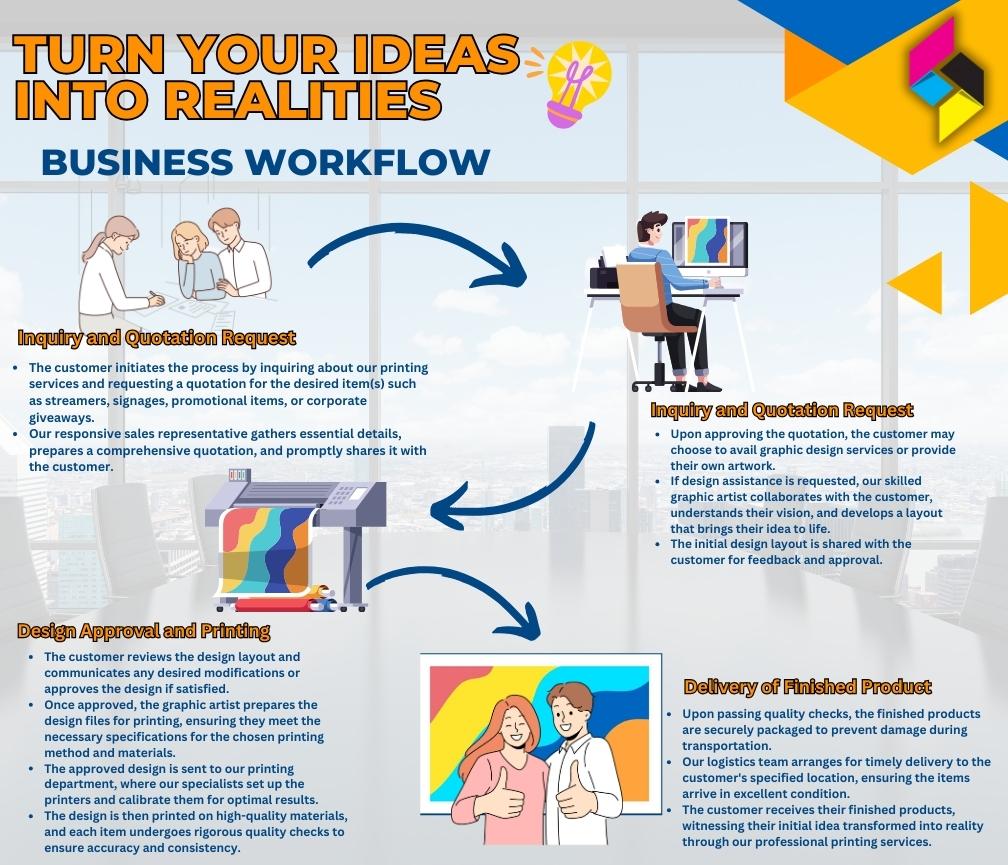 TURN YOUR IDEAS
INTO REALITIES
BUSINESS WORKFLOW
Inquiry and Quotation Request
• The customer initiates the process by inquiring about our printing
services and requesting a quotation for the desired item(s) such
as streamers, signages, promotional items, or corporate
giveaways.
• Our responsive sales representative gathers essential details,
prepares a comprehensive quotation, and promptly shares it with
the customer.
Inquiry and Quotation Request
• Upon approving the quotation, the customer may
choose to avail graphic design services or provide
their own artwork.
• If design assistance is requested, our skilled
graphic artist collaborates with the customer,
understands their vision, and develops a layout
that brings their idea to life.
• The initial design layout is shared with the
customer for feedback and approval.
Design Approval and Printing
• The customer reviews the design layout and
communicates any desired modifications or
approves the design if satisfied.
• Once approved, the graphic artist prepares the
design files for printing, ensuring they meet the
necessary specifications for the chosen printing
method and materials.
• The approved design is sent to our printing
department, where our specialists set up the
printers and calibrate them for optimal results.
• The design is then printed on high-quality materials,
and each item undergoes rigorous quality checks to
ensure accuracy and consistency.
Delivery of Finished Product
• Upon passing quality checks, the finished products
are securely packaged to prevent damage during
transportation.
• Our logistics team arranges for timely delivery to the
customer's specified location, ensuring the items
arrive in excellent condition.
• The customer receives their finished products,
witnessing their initial idea transformed into reality
through our professional printing services.